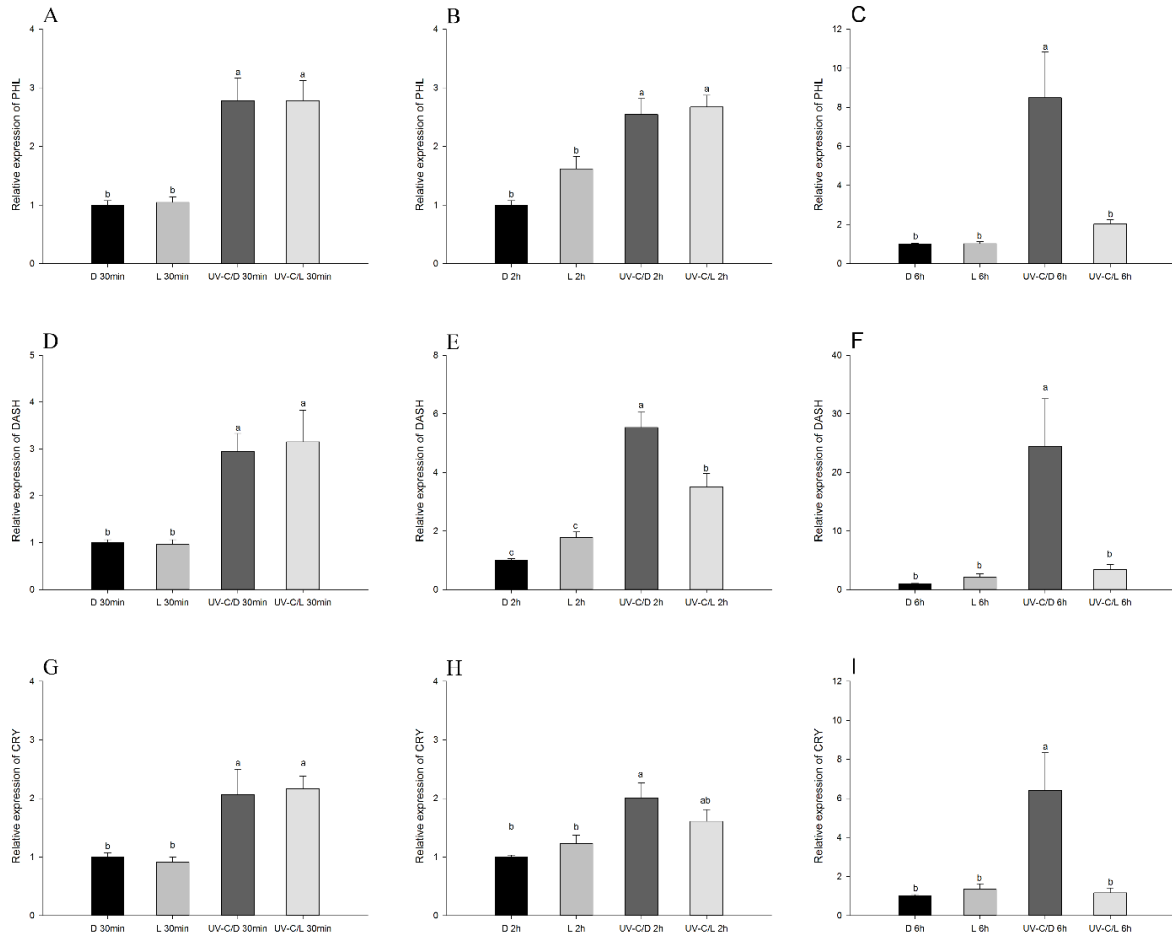 A
Relative expression of PHL
4
3
2
1
0
b
b
a
a
D 30min
L 30min
UV-C/D 30min
UV-C/L 30min
B
Relative expression of PHL
4
3
2
1
0
b
b
a
a
D 2h
L 2h
UV-C/D 2h
UV-C/L 2h
C
Relative expression of PHL
12
10
8
6
4
2
0
b
b
a
b
D 6h
L 6h
UV-C/D 6h
UV-C/L 6h
D
Relative expression of DASH
5
4
3
2
1
0
b
b
a
a
D 30min
L 30min
UV-C/D 30min
UV-C/L 30min
E
Relative expression of DASH
8
6
4
2
0
c
c
a
b
D 2h
L 2h
UV-C/D 2h
UV-C/L 2h
F
Relative expression of DASH
40
30
20
10
0
b
b
a
b
D 6h
L 6h
UV-C/D 6h
UV-C/L 6h
G
Relative expression of CRY
4
3
2
1
0
b
b
a
a
D 30min
L 30min
UV-C/D 30min
UV-C/L 30min
H
Relative expression of CRY
4
3
2
1
0
b
b
a
ab
D 2h
L 2h
UV-C/D 2h
UV-C/L 2h
I
Relative expression of CRY
12
10
8
6
4
2
0
b
b
a
b
D 6h
L 6h
UV-C/D 6h
UV-C/L 6h